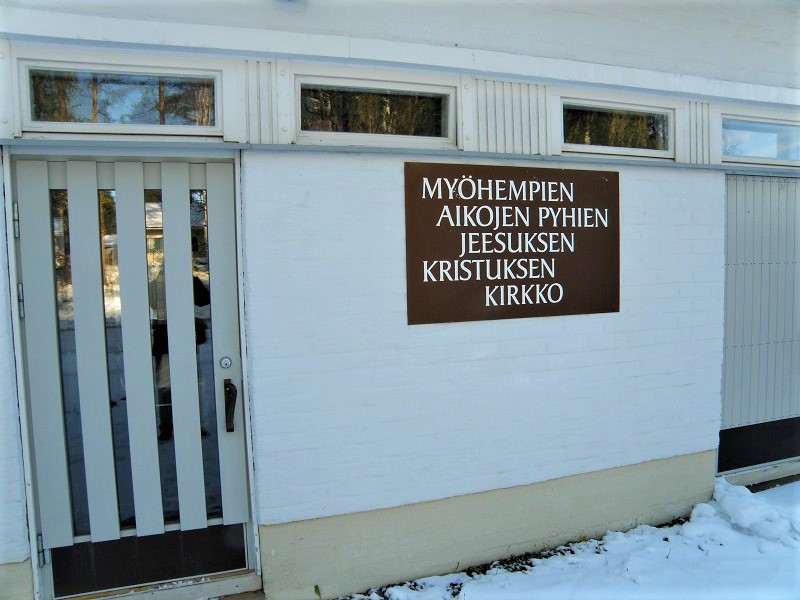 MYÖHEMPIEN
AIKOJEN PYHIEN
JEESUKSEN
KRISTUKSEN
KIRKKO